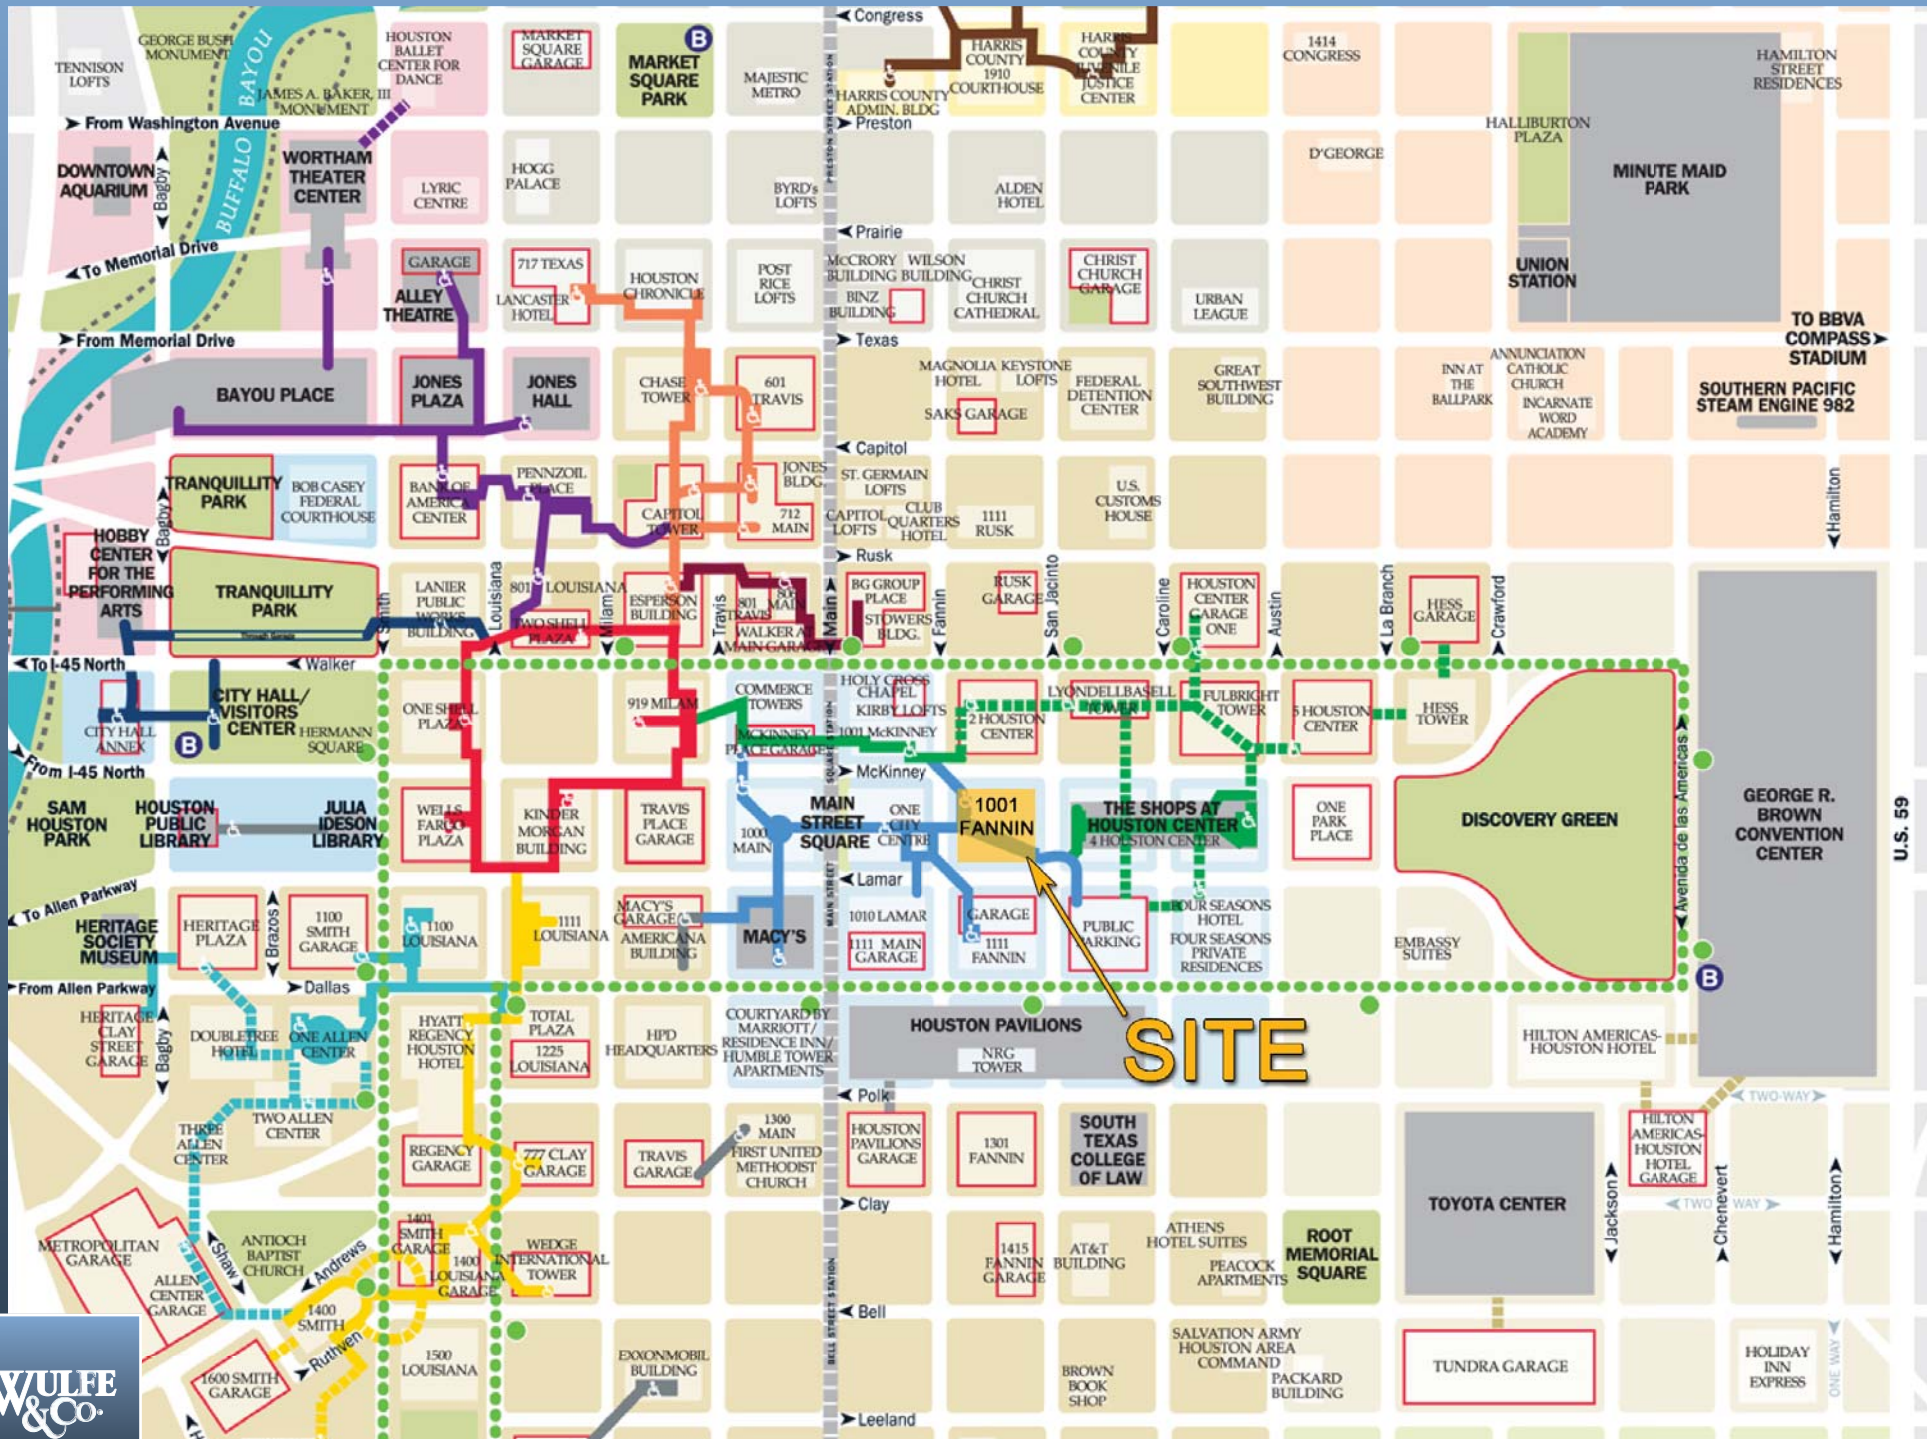 Congress
GEORGE BUSH
MONUMENT
HOUSTON
BALLET
CENTER FOR
DANCE
MARKET
SQUARE
GARAGE
B
MARKET
SQUARE
PARK
MAJESTIC
METRO
HARRIS
COUNTY
1910
COURTHOUSE
HARRIS
COUNTY
JUVENILE
JUSTICE
CENTER
1414
CONGRESS
HAMILTON
STREET
RESIDENCES
TENNISON
LOFTS
BUFFALO BAYOU
JAMES A. BAKER, III
MONUMENT
HARRIS COUNTY
ADMIN. BLDG
PRESTON STREET STATION
From Washington Avenue
Preston
HALLIBURTON
PLAZA
DOWNTOWN
AQUARIUM
Bagby
WORTHAM
THEATER
CENTER
LYRIC
CENTRE
HOGG
PALACE
BYRD's
LOFTS
ALDEN
HOTEL
D'GEORGE
MINUTE MAID
PARK
To Memorial Drive
Prairie
GARAGE
ALLEY
THEATRE
717 TEXAS
LANCASTER
HOTEL
HOUSTON
CHRONICLE
POST
RICE
LOFTS
McCRORY
BUILDING
WILSON
BUILDING
BINZ
BUILDING
CHRIST
CHURCH
CATHEDRAL
CHRIST
CHURCH
GARAGE
URBAN
LEAGUE
UNION
STATION
From Memorial Drive
Texas
TO BBVA
COMPASS
STADIUM
BAYOU PLACE
JONES
PLAZA
JONES
HALL
CHASE
TOWER
601
TRAVIS
MAGNOLIA
HOTEL
KEYSTONE
LOFTS
SAKS GARAGE
FEDERAL
DETENTION
CENTER
GREAT
SOUTHWEST
BUILDING
INN AT
THE
BALLPARK
ANNUNCIATION
CATHOLIC
CHURCH
INCARNATE
WORD
ACADEMY
SOUTHERN PACIFIC
STEAM ENGINE 982
Capitol
TRANQUILLITY
PARK
BOB CASEY
FEDERAL
COURTHOUSE
BANK OF
AMERICA
CENTER
PENNZOIL
PLACE
CAPITOL
TOWER
JONES
BLDG.
712
MAIN
ST. GERMAIN
LOFTS
CAPITOL
LOFTS
CLUB
QUARTERS
HOTEL
1111
RUSK
U.S.
CUSTOMS
HOUSE
Hamilton
Bagby
HOBBY
CENTER
FOR THE
PERFORMING
ARTS
Rusk
TRANQUILLITY
PARK
Through Garage
Smith
LANIER
PUBLIC
WORKS
BUILDING
Louisiana
801 LOUISIANA
TWO SHELL
PLAZA
Milam
ESPERSON
BUILDING
Travis
801
TRAVIS
806
MAIN
WALKER AT
MAIN GARAGE
Main
BG GROUP
PLACE
STOWERS
BLDG.
Fannin
RUSK
GARAGE
San Jacinto
Caroline
HOUSTON
CENTER
GARAGE
ONE
Austin
La Branch
HESS
GARAGE
Crawford
To I-45 North
Walker
CITY HALL
ANNEX
B
CITY HALL/
VISITORS
CENTER
HERMANN
SQUARE
ONE SHELL
PLAZA
919 MILAM
COMMERCE
TOWERS
MCKINNEY
PLACE GARAGE
MAIN STREET SQUARE STATION
HOLY CROSS
CHAPEL
KIRBY LOFTS
1001 McKINNEY
2 HOUSTON
CENTER
LYONDELLBASELL
TOWER
FULBRIGHT
TOWER
5 HOUSTON
CENTER
HESS
TOWER
Avenida de las Americas
From I-45 North
McKinney
SAM
HOUSTON
PARK
HOUSTON
PUBLIC
LIBRARY
JULIA
IDESON
LIBRARY
WELLS
FARGO
PLAZA
KINDER
MORGAN
BUILDING
TRAVIS
PLACE
GARAGE
1000
MAIN
MAIN
STREET
SQUARE
ONE
CITY
CENTRE
1001
FANNIN
THE SHOPS AT
HOUSTON CENTER
4 HOUSTON CENTER
ONE
PARK
PLACE
DISCOVERY GREEN
GEORGE R.
BROWN
CONVENTION
CENTER
U.S. 59
To Allen Parkway
Lamar
HERITAGE
SOCIETY
MUSEUM
HERITAGE
PLAZA
Brazos
1100
SMITH
GARAGE
1100
LOUISIANA
1111
LOUISIANA
MACY'S
GARAGE
AMERICANA
BUILDING
MACY'S
1010 LAMAR
1111 MAIN
GARAGE
GARAGE
1111
FANNIN
PUBLIC
PARKING
FOUR SEASONS
HOTEL
FOUR SEASONS
PRIVATE
RESIDENCES
EMBASSY
SUITES
B
From Allen Parkway
Dallas
HERITAGE
CLAY
STREET
GARAGE
Bagby
DOUBLETREE
HOTEL
ONE ALLEN
CENTER
HYATT
REGENCY
HOUSTON
HOTEL
TOTAL
PLAZA
1225
LOUISIANA
HPD
HEADQUARTERS
COURTYARD BY
MARRIOTT/
RESIDENCE INN/
HUMBLE TOWER
APARTMENTS
HOUSTON PAVILIONS
NRG
TOWER
SITE
HILTON AMERICAS-
HOUSTON HOTEL
Polk
TWO-WAY
THREE
ALLEN
CENTER
TWO ALLEN
CENTER
REGENCY
GARAGE
777 CLAY
GARAGE
TRAVIS
GARAGE
1300
MAIN
FIRST UNITED
METHODIST
CHURCH
HOUSTON
PAVILIONS
GARAGE
1301
FANNIN
SOUTH
TEXAS
COLLEGE
OF LAW
TOYOTA CENTER
HILTON
AMERICAS-
HOUSTON
HOTEL
GARAGE
Jackson
Chenevert
Hamilton
TWO WAY
Clay
METROPOLITAN
GARAGE
ALLEN
CENTER
GARAGE
Shaw
ANTIOCH
BAPTIST
CHURCH
Andrews
1401
SMITH
GARAGE
1400
LOUISIANA
GARAGE
WEDGE
INTERNATIONAL
TOWER
BELL STREET STATION
1415
FANNIN
GARAGE
AT&T
BUILDING
ATHENS
HOTEL SUITES
PEACOCK
APARTMENTS
ROOT
MEMORIAL
SQUARE
1400
SMITH
Bell
Ruthven
1600 SMITH
GARAGE
1500
LOUISIANA
EXXONMOBIL
BUILDING
BROWN
BOOK
SHOP
SALVATION ARMY
HOUSTON AREA
COMMAND
PACKARD
BUILDING
TUNDRA GARAGE
HOLIDAY
INN
EXPRESS
ONE WAY
Leeland
WULFE
&CO.